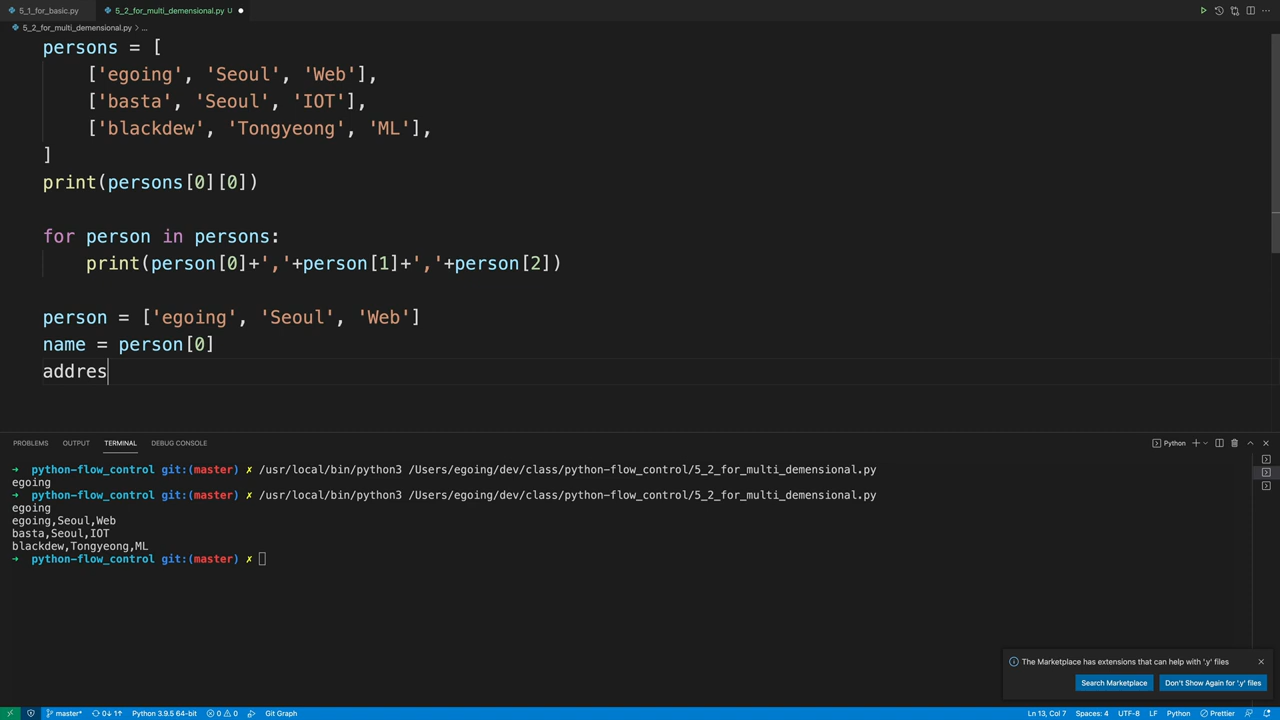 5_1_for_basic.py
5_2_for_multi_demensional.py U
5_2_for_multi_demensional.py > ...
persons = [
['egoing', 'Seoul', 'Web'],
['basta', 'Seoul', 'IOT'],
['blackdew', 'Tongyeong', 'ML'],
]
print(persons[0][0])
for person in persons:
print(person[0]+','+person[1]+','+person[2])
person = ['egoing', 'Seoul', 'Web']
name = person[0]
addres
PROBLEMS OUTPUT TERMINAL DEBUG CONSOLE
Python
→ python-flow_control git:(master) ✗ /usr/local/bin/python3 /Users/egoing/dev/class/python-flow_control/5_2_for_multi_demensional.py
egoing
→ python-flow_control git:(master) ✗ /usr/local/bin/python3 /Users/egoing/dev/class/python-flow_control/5_2_for_multi_demensional.py
egoing
egoing,Seoul,Web
basta,Seoul,IOT
blackdew,Tongyeong,ML
→ python-flow_control git:(master) ✗
The Marketplace has extensions that can help with '.y' files
Search Marketplace
Don't Show Again for '.y' files
master* 0↓ 1↑ Python 3.9.5 64-bit 0 0 Git Graph Ln 13, Col 7 Spaces: 4 UTF-8 LF Python Prettier